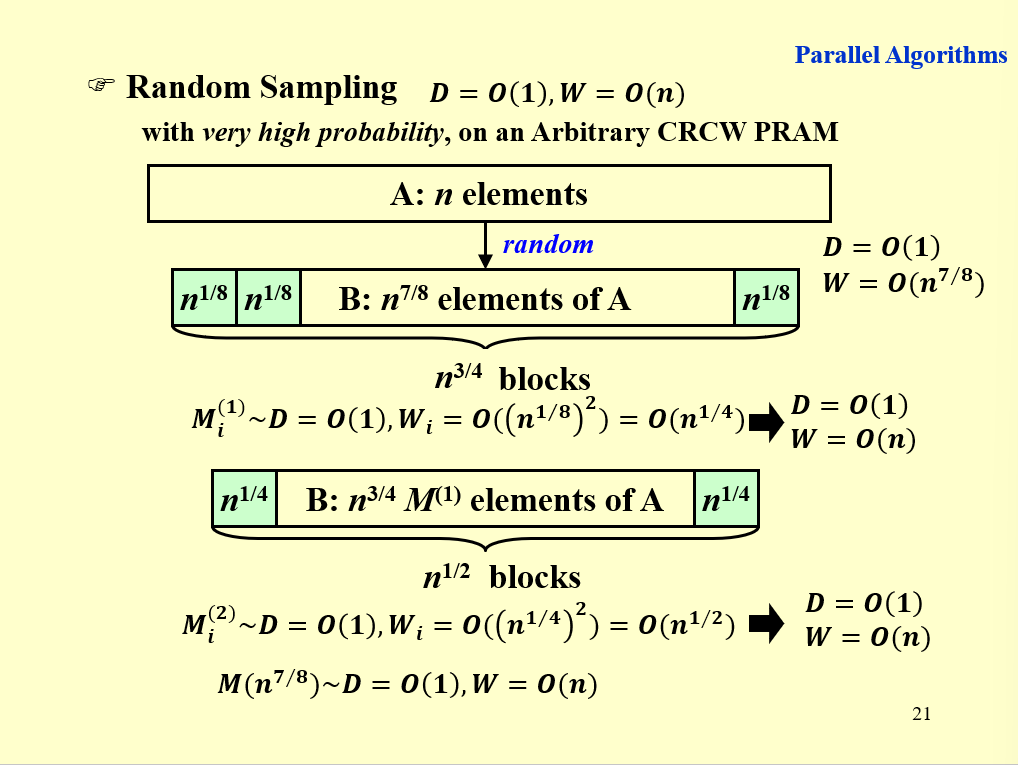 Parallel Algorithms
☞ Random Sampling D = O(1), W = O(n)
with very high probability, on an Arbitrary CRCW PRAM
A: n elements
random
D = O(1)
W = O(n^{7/8})
n^{1/8} n^{1/8} B: n^{7/8} elements of A n^{1/8}
n^{3/4} blocks
M_i^{(1)}~D = O(1), W_i = O((n^{1/8})^2) = O(n^{1/4})
D = O(1)
W = O(n)
n^{1/4} B: n^{3/4} M^{(1)} elements of A n^{1/4}
n^{1/2} blocks
M_i^{(2)}~D = O(1), W_i = O((n^{1/4})^2) = O(n^{1/2})
D = O(1)
W = O(n)
M(n^{7/8})~D = O(1), W = O(n)
21